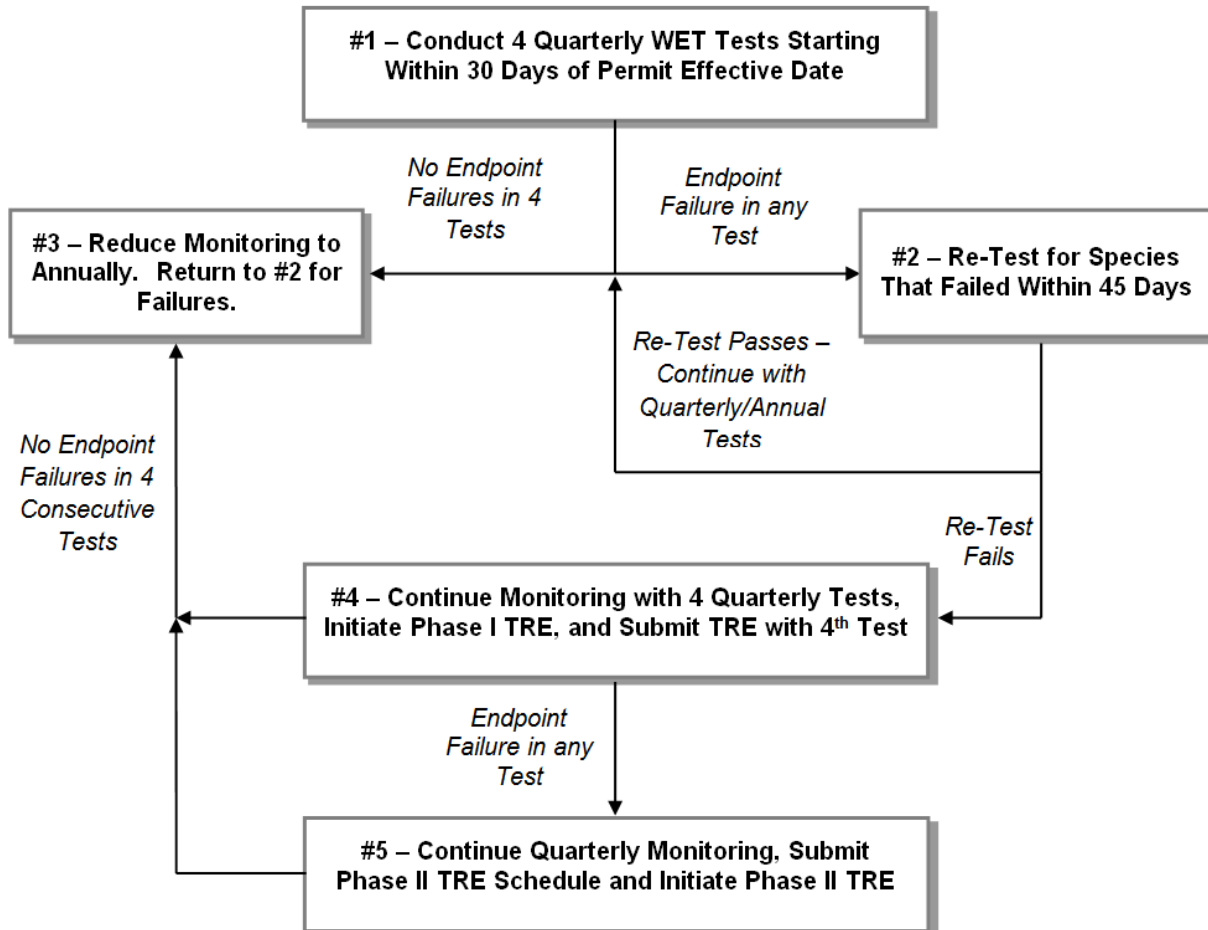 #1 – Conduct 4 Quarterly WET Tests Starting
Within 30 Days of Permit Effective Date
No Endpoint
Failures in 4
Tests
Endpoint
Failure in any
Test
#3 – Reduce Monitoring to
Annually.   Return to #2 for
Failures.
#2 – Re-Test for Species
That Failed Within 45 Days
Re-Test Passes –
Continue with
Quarterly/Annual
Tests
No Endpoint
Failures in 4
Consecutive
Tests
Re-Test
Fails
#4 – Continue Monitoring with 4 Quarterly Tests,
Initiate Phase I TRE, and Submit TRE with 4th Test
Endpoint
Failure in any
Test
#5 – Continue Quarterly Monitoring, Submit
Phase II TRE Schedule and Initiate Phase II TRE